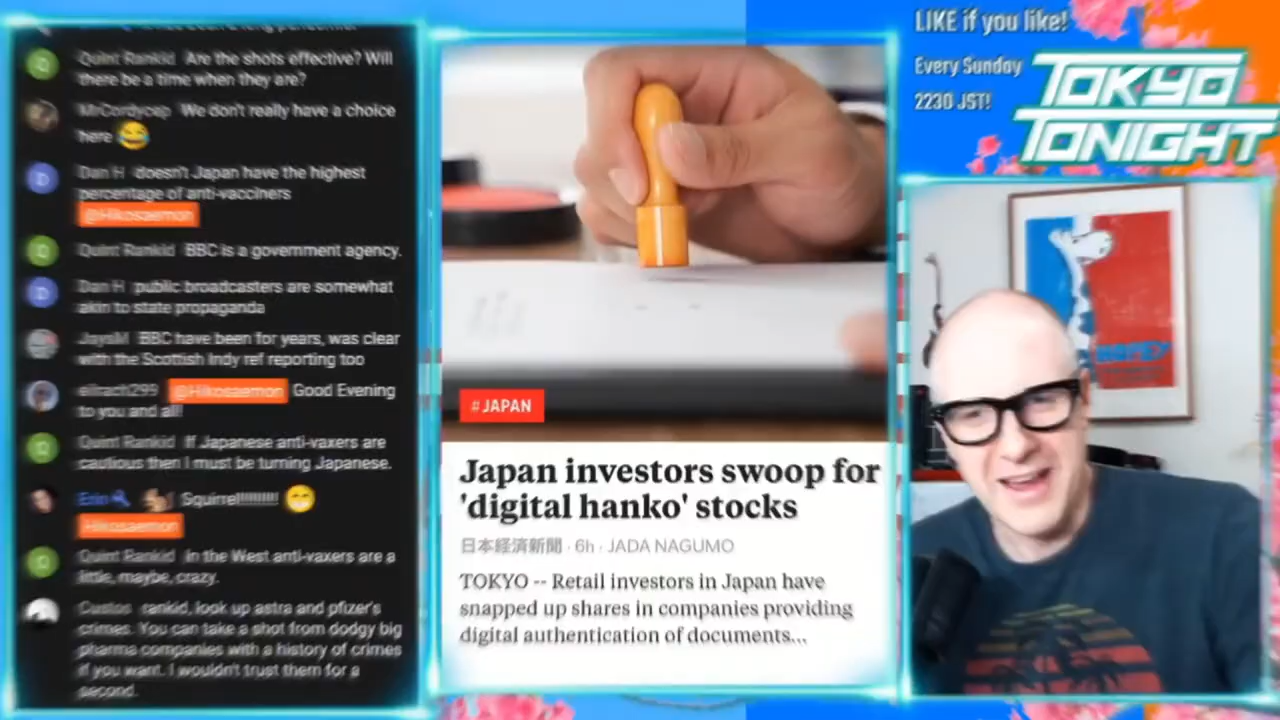 Quint Rankid Are the shots effective? Will
there be a time when they are?
MrCordycep We don't really have a choice
here
Dan H doesn't Japan have the highest
percentage of anti-vacciners
@Hikosaemon
Quint Rankid BBC is a government agency.
Dan H public broadcasters are somewhat
akin to state propaganda
JaysM BBC have been for years, was clear
with the Scottish Indy ref reporting too
@Hikosaemon Good Evening
to you and all!
Quint Rankid If Japanese anti-vaxers are
cautious then I must be turning Japanese.
Erin Squirrel!!!!!!!!!
Hikosaemon
Quint Rankid In the West anti-vaxers are a
little, maybe, crazy.
Custos rankid, look up astra and pfizer's
crimes. You can take a shot from dodgy big
pharma companies with a history of crimes
if you want. I wouldn't trust them for a
second.
#JAPAN
Japan investors swoop for
'digital hanko' stocks
日本経済新聞 · 6h · JADA NAGUMO
TOKYO -- Retail investors in Japan have
snapped up shares in companies providing
digital authentication of documents...
LIKE if you like!
Every Sunday
2230 JST!
TOKYO
TONIGHT